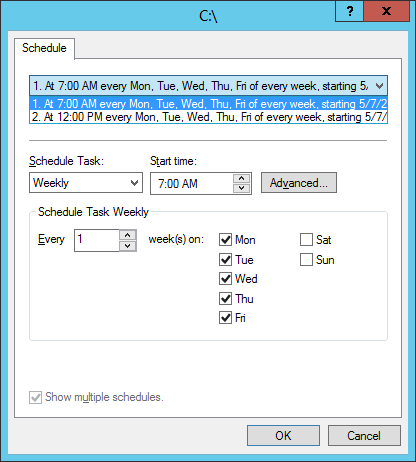 C:\
?
X
Schedule
1. At 7:00 AM every Mon, Tue, Wed, Thu, Fri of every week, starting 5/
1. At 7:00 AM every Mon, Tue, Wed, Thu, Fri of every week, starting 5/7/2
2. At 12:00 PM every Mon, Tue, Wed, Thu, Fri of every week, starting 5/7/
Schedule Task: Start time:
Weekly 7:00 AM Advanced...
Schedule Task Weekly
Every 1 week(s) on: Mon Sat
Tue Sun
Wed
Thu
Fri
Show multiple schedules.
OK Cancel